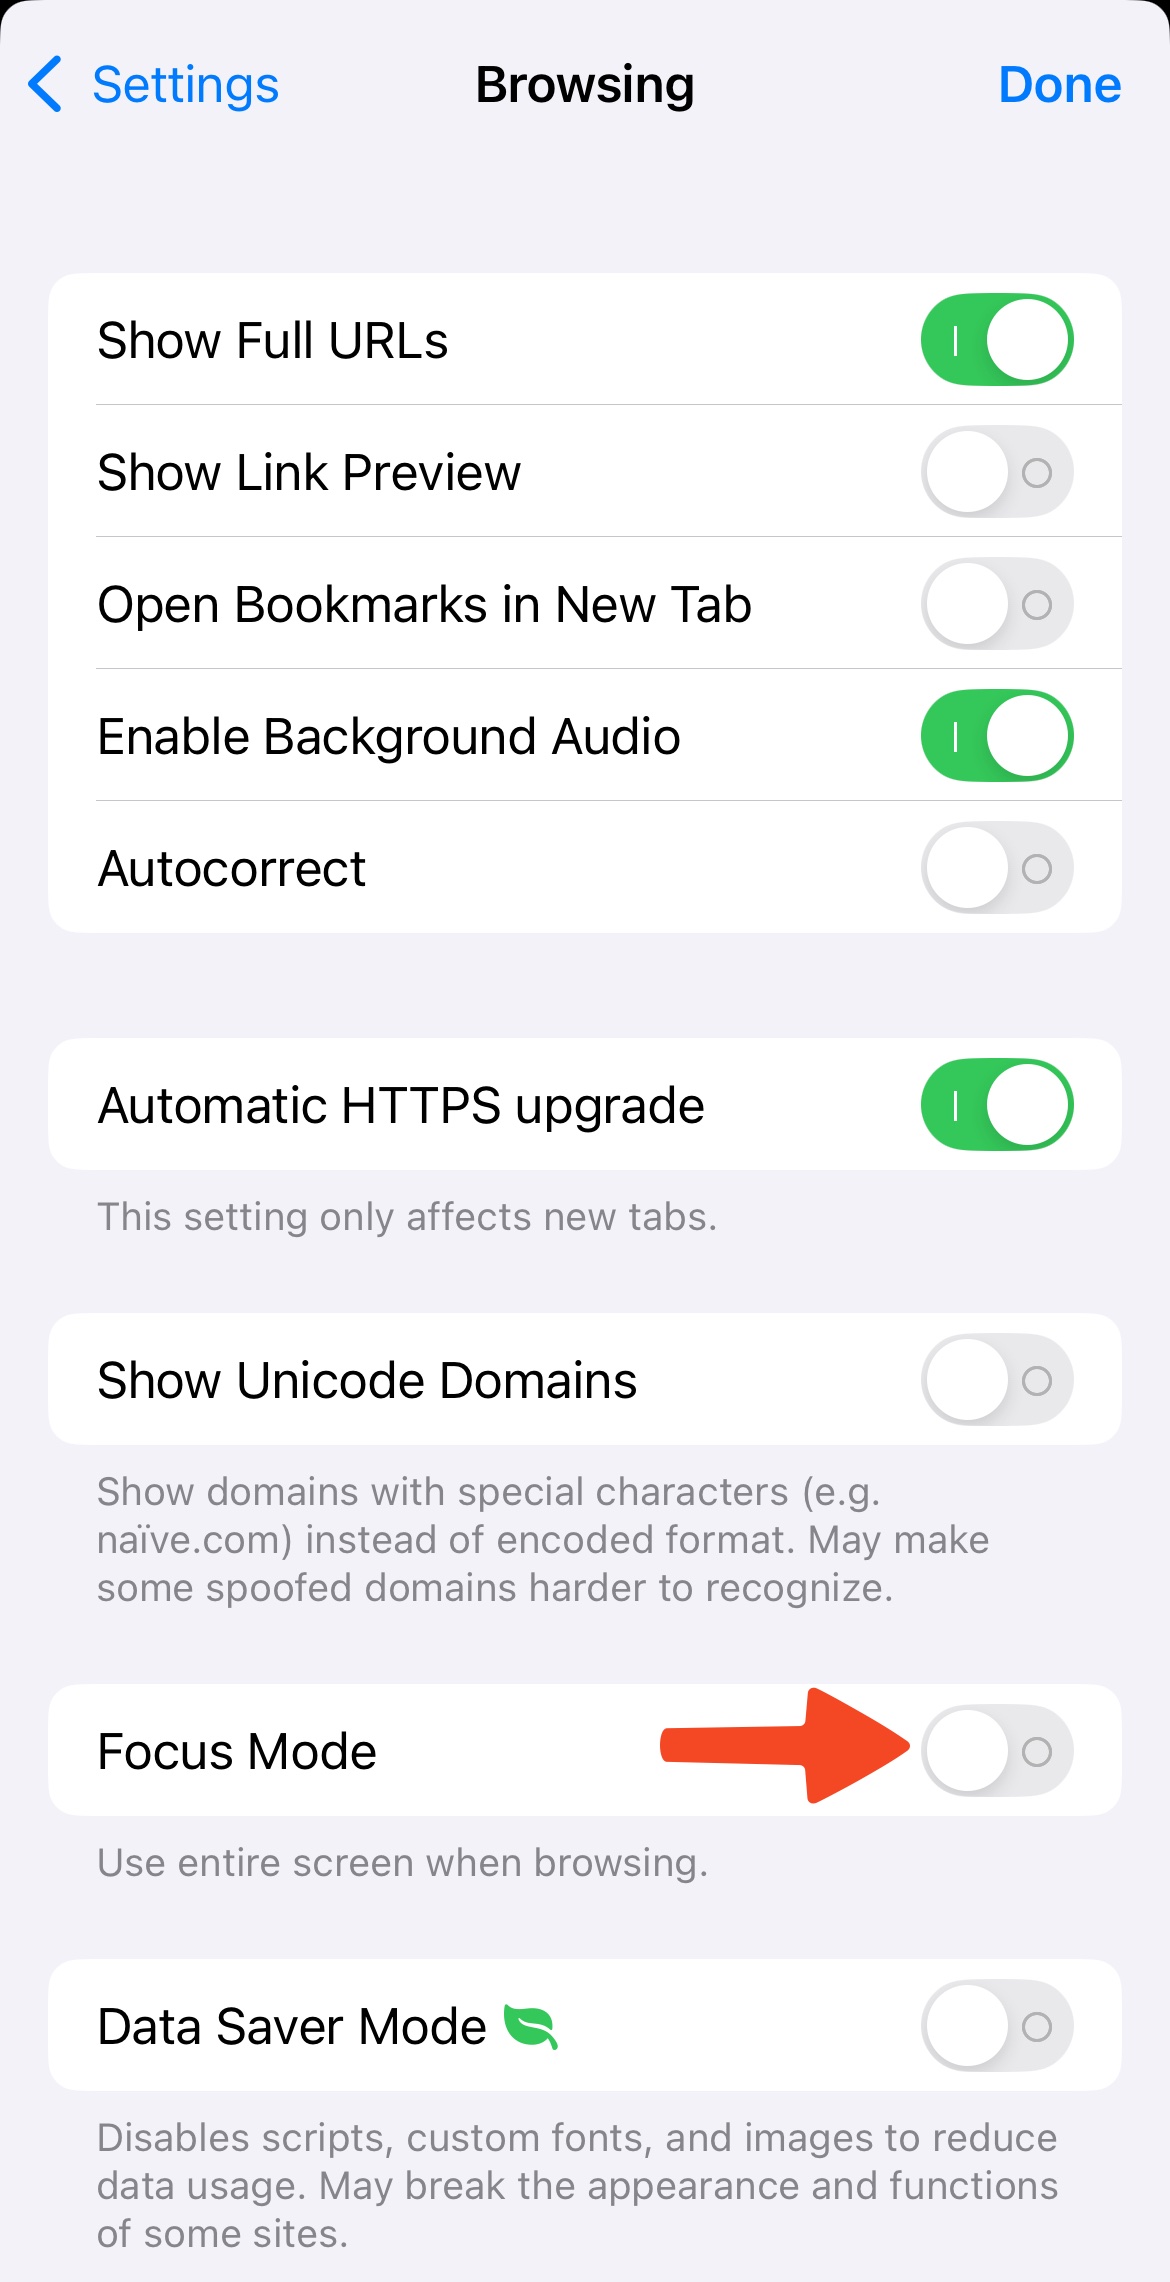 Settings
Browsing
Done
Show Full URLs
Show Link Preview
Open Bookmarks in New Tab
Enable Background Audio
Autocorrect
Automatic HTTPS upgrade
This setting only affects new tabs.
Show Unicode Domains
Show domains with special characters (e.g.
naïve.com) instead of encoded format. May make
some spoofed domains harder to recognize.
Focus Mode
Use entire screen when browsing.
Data Saver Mode
Disables scripts, custom fonts, and images to reduce
data usage. May break the appearance and functions
of some sites.